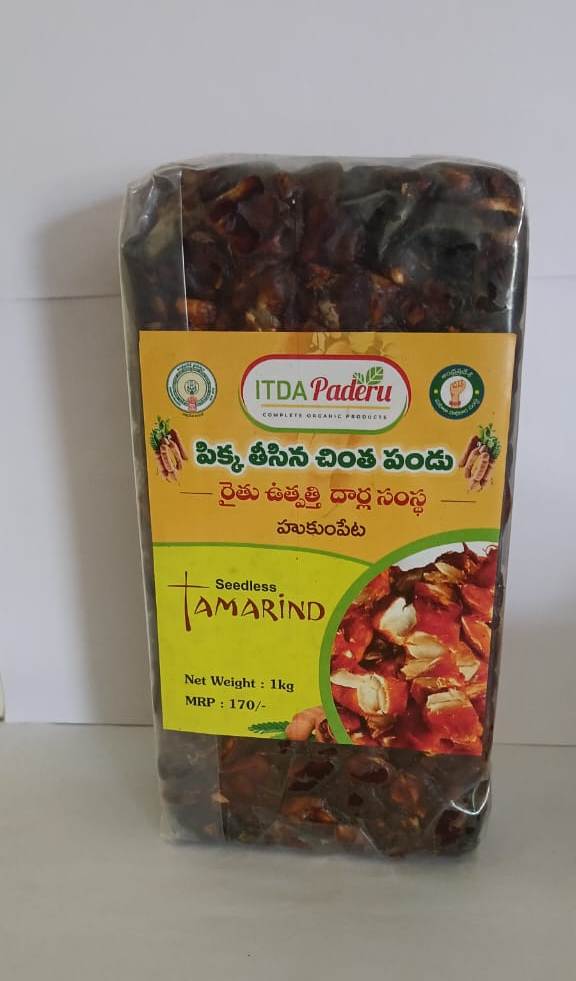 ITDA Paderu
COMPLETE ORGANIC PRODUCTS
పిక్క తీసిన చింత పండు
రైతు ఉత్పత్తి దార్ల సంస్థ
హుకుంపేట
Seedless
TAMARIND
Net Weight : 1kg
MRP : 170/-